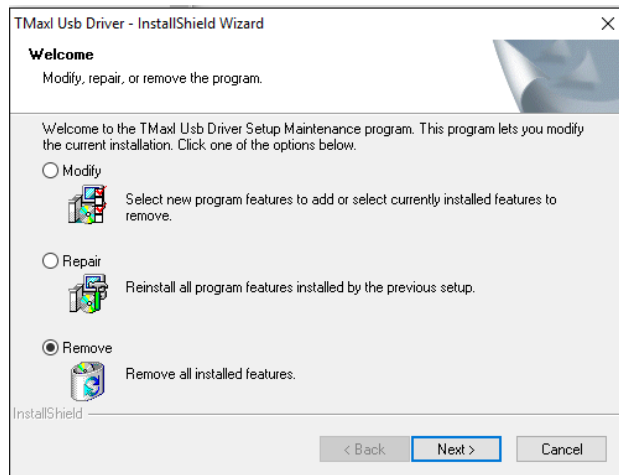 TMaxl Usb Driver - InstallShield Wizard
Welcome
Modify, repair, or remove the program.
Welcome to the TMaxl Usb Driver Setup Maintenance program. This program lets you modify
the current installation. Click one of the options below.
Modify
Select new program features to add or select currently installed features to
remove.
Repair
Reinstall all program features installed by the previous setup.
Remove
Remove all installed features.
InstallShield
< Back
Next >
Cancel